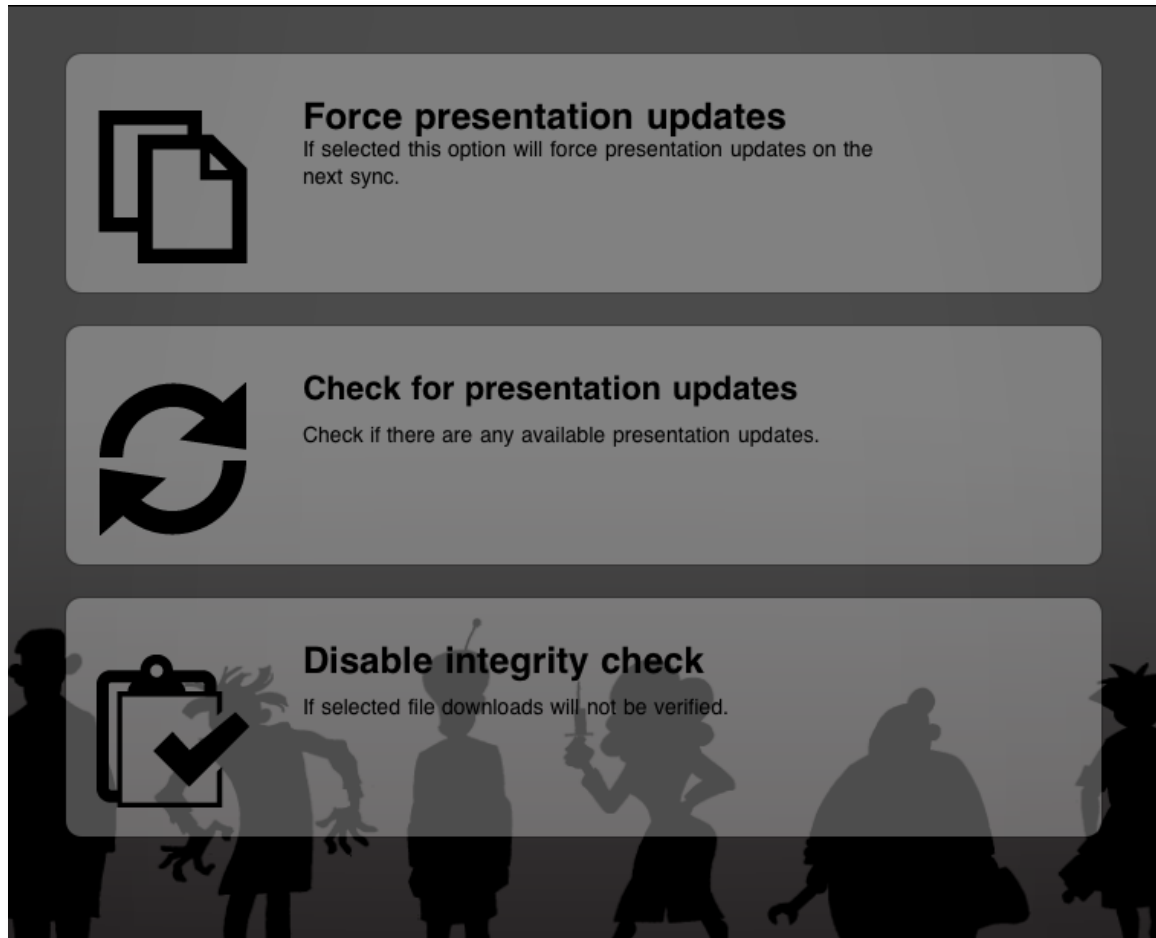 Force presentation updates
If selected this option will force presentation updates on the
next sync.
Check for presentation updates
Check if there are any available presentation updates.
Disable integrity check
If selected file downloads will not be verified.